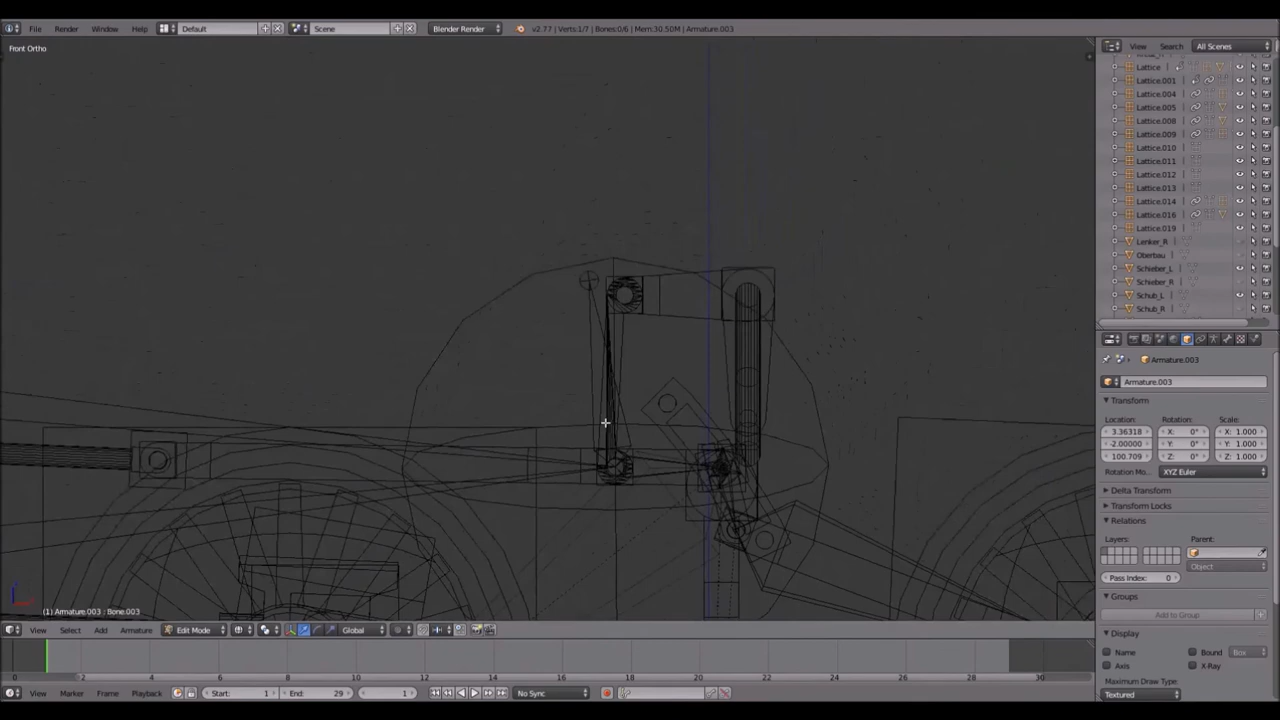 File Render Window Help Default Scene Blender Render v2.77 | Verts:1/7 | Bones:0/6 | Mem:30.50M | Armature.003
Front Ortho
View Search All Scenes
Lattice
Lattice.001
Lattice.004
Lattice.005
Lattice.008
Lattice.009
Lattice.010
Lattice.011
Lattice.012
Lattice.013
Lattice.014
Lattice.016
Lattice.019
Lenker_R
Oberbau
Schieber_L
Schieber_R
Schub_L
Schub_R
Armature.003
Armature.003
Transform
Location: Rotation: Scale:
3.36318 X: 0° X: 1.000
-2.00000 Y: 0° Y: 1.000
100.709 Z: 0° Z: 1.000
Rotation Mo... XYZ Euler
Delta Transform
Transform Locks
Relations
Layers: Parent:
Object
Pass Index: 0
Groups
Add to Group
Display
Name Bound Box
Axis X-Ray
Maximum Draw Type:
Textured
(1) Armature.003 : Bone.003
View Select Add Armature Edit Mode Global
0 2 4 6 8 10 12 14 16 18 20 22 24 26 28 30
View Marker Frame Playback Start: 1 End: 29 1 No Sync